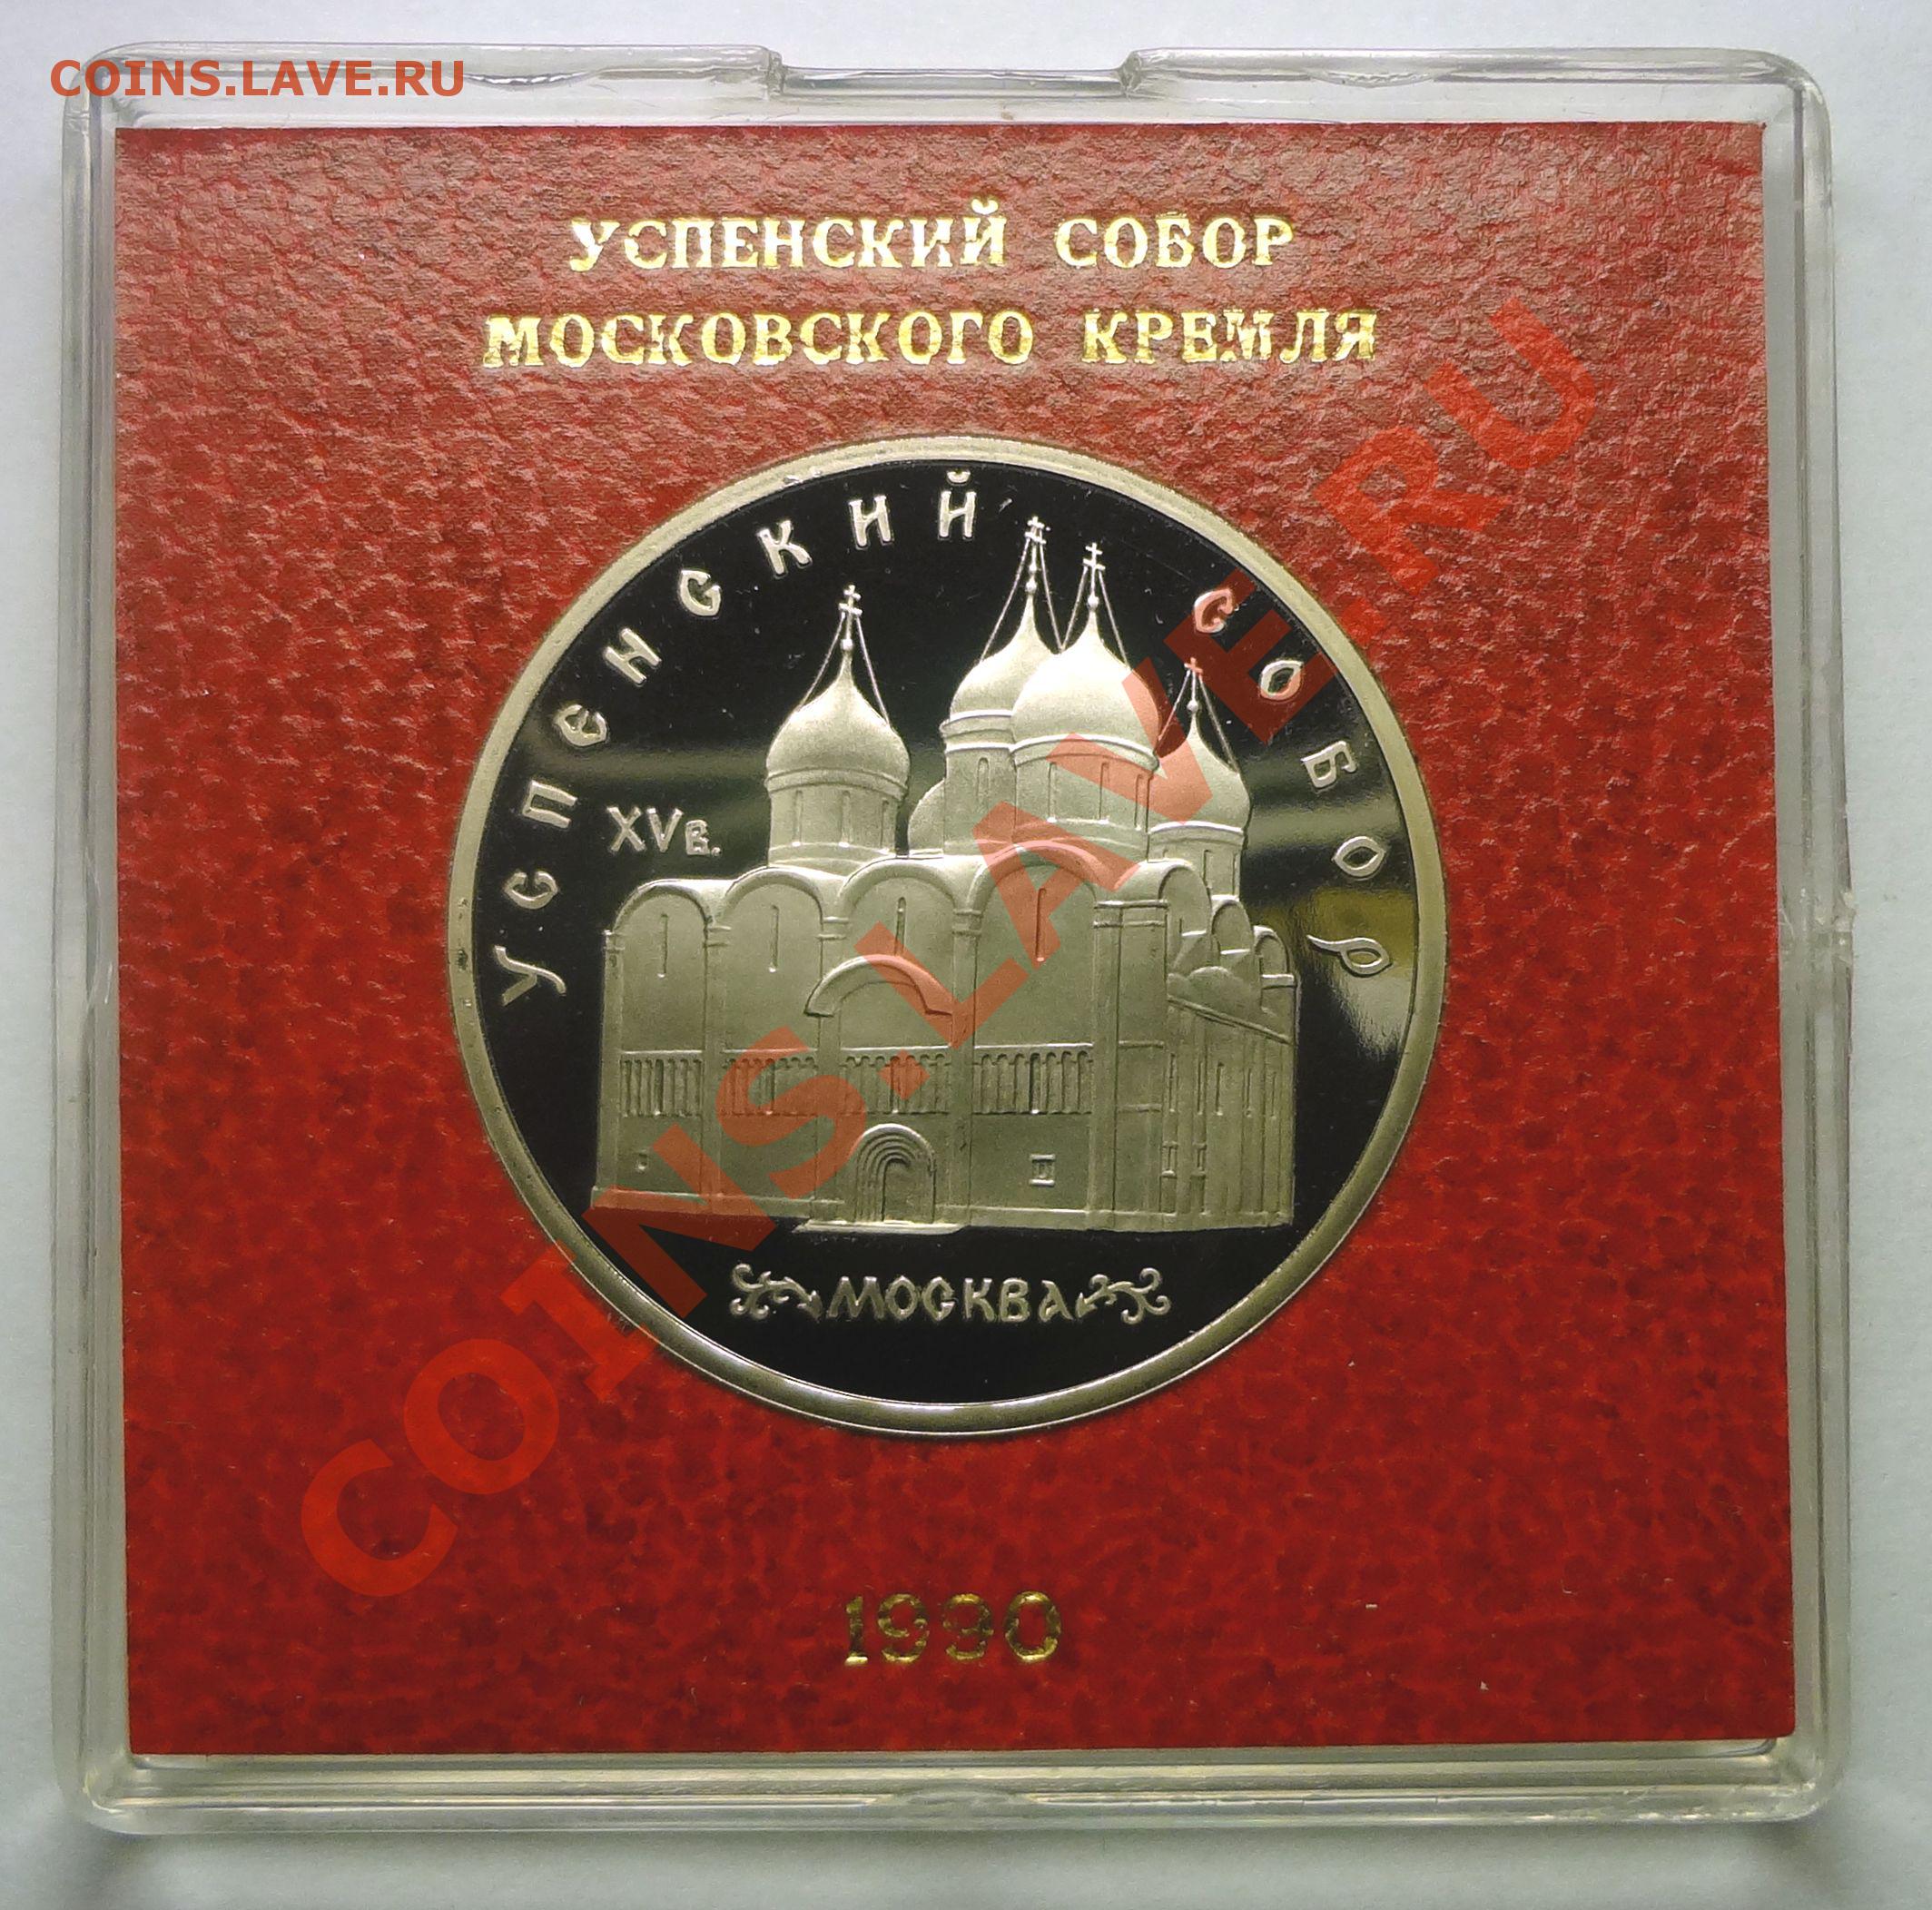 COINS.LAVE.RU
УСПЕНСКИЙ СОБОР
МОСКОВСКОГО КРЕМЛЯ
УСПЕНСКИЙ СОБОР
XVв.
МОСКВА
1990
COINS.LAVE.RU